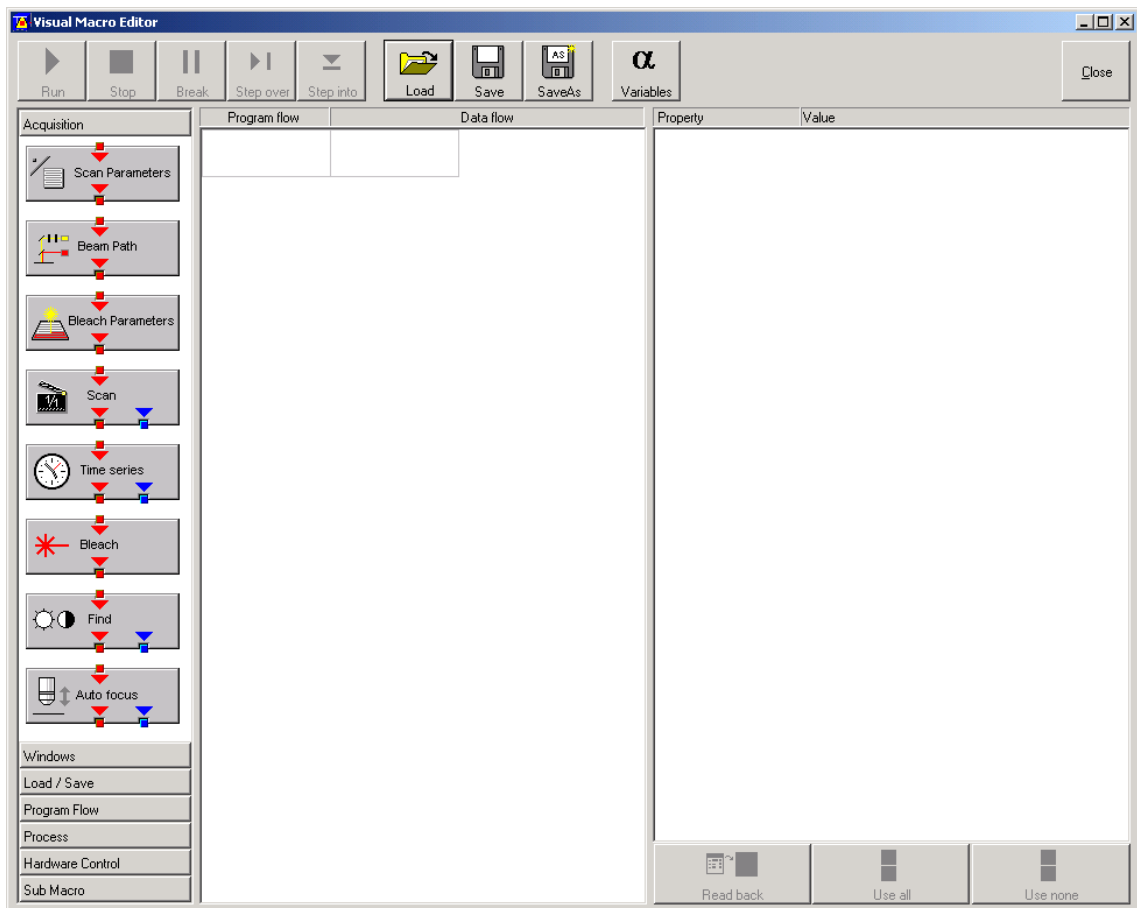 Visual Macro Editor
Run Stop Break Step over Step into Load Save AS SaveAs α Variables Close
Acquisition
Program flow Data flow Property Value
Scan Parameters
Beam Path
Bleach Parameters
1/1 Scan
Time series
Bleach
Find
Auto focus
Windows
Load / Save
Program Flow
Process
Hardware Control
Sub Macro
Read back Use all Use none